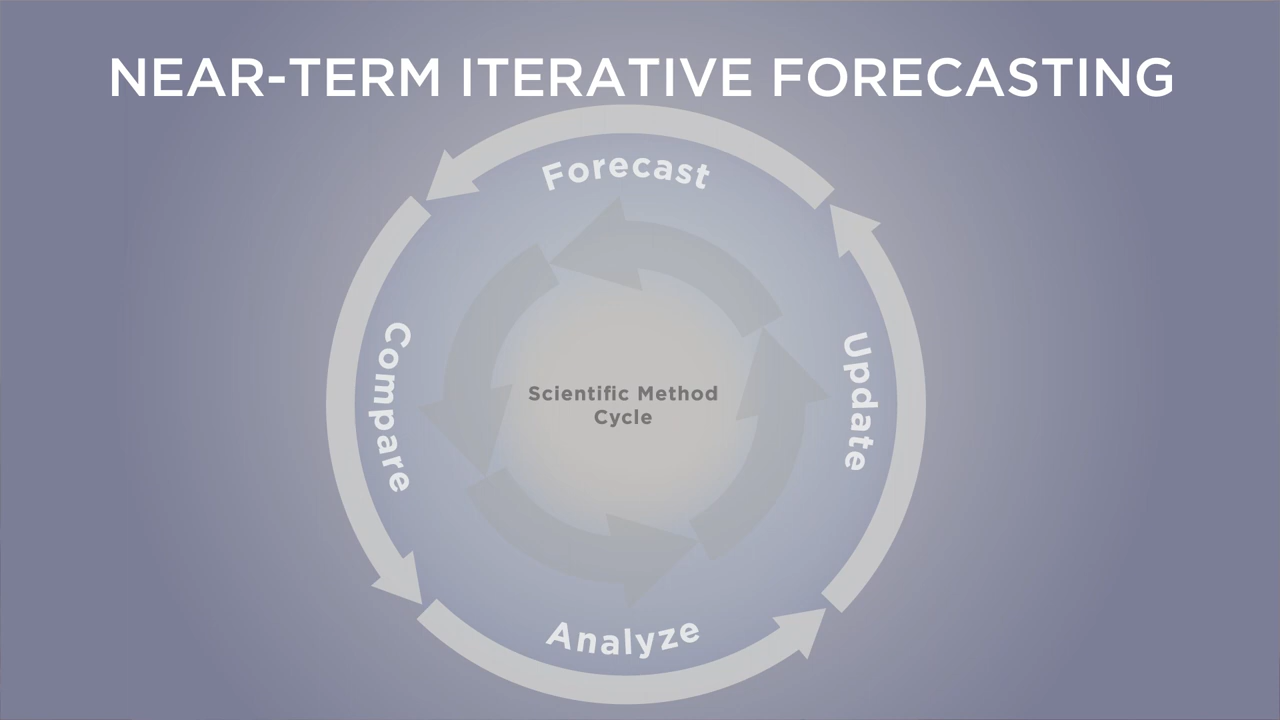 NEAR-TERM ITERATIVE FORECASTING
Forecast
Compare
Update
Scientific Method
Cycle
Analyze